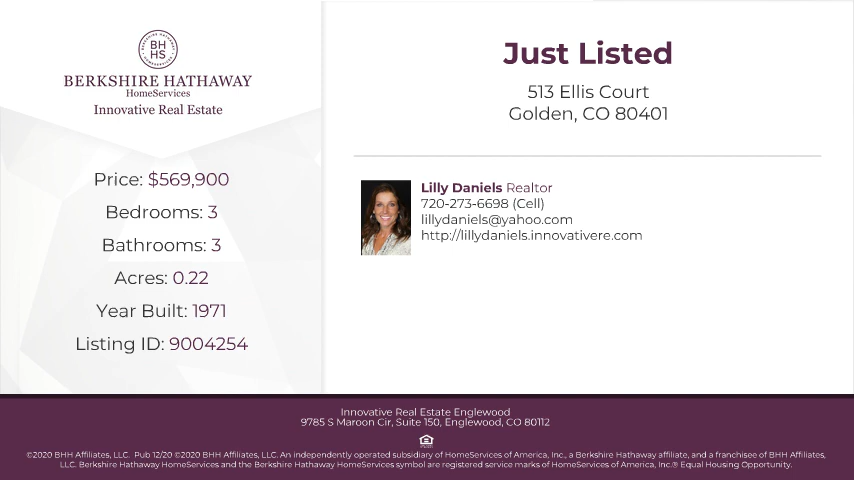 BH
HS
BERKSHIRE HATHAWAY
HomeServices
Innovative Real Estate
Price: $569,900
Bedrooms: 3
Bathrooms: 3
Acres: 0.22
Year Built: 1971
Listing ID: 9004254
Just Listed
513 Ellis Court
Golden, CO 80401
Lilly Daniels Realtor
720-273-6698 (Cell)
lillydaniels@yahoo.com
http://lillydaniels.innovativere.com
Innovative Real Estate Englewood
9785 S Maroon Cir, Suite 150, Englewood, CO 80112
©2020 BHH Affiliates, LLC. Pub 12/20 ©2020 BHH Affiliates, LLC. An independently operated subsidiary of HomeServices of America, Inc., a Berkshire Hathaway affiliate, and a franchisee of BHH Affiliates,
LLC. Berkshire Hathaway HomeServices and the Berkshire Hathaway HomeServices symbol are registered service marks of HomeServices of America, Inc.® Equal Housing Opportunity.